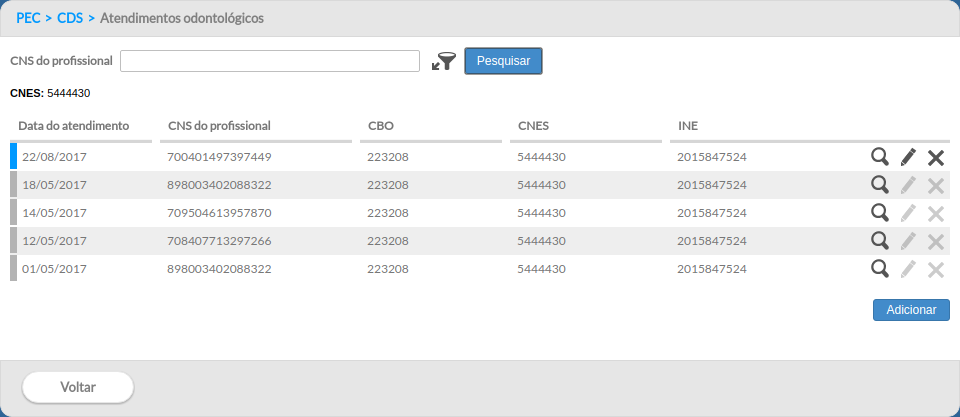 PEC > CDS > Atendimentos odontológicos
CNS do profissional Pesquisar
CNES: 5444430
Data do atendimento CNS do profissional CBO CNES INE
22/08/2017 700401497397449 223208 5444430 2015847524
18/05/2017 898003402088322 223208 5444430 2015847524
14/05/2017 709504613957870 223208 5444430 2015847524
12/05/2017 708407713297266 223208 5444430 2015847524
01/05/2017 898003402088322 223208 5444430 2015847524
Adicionar
Voltar